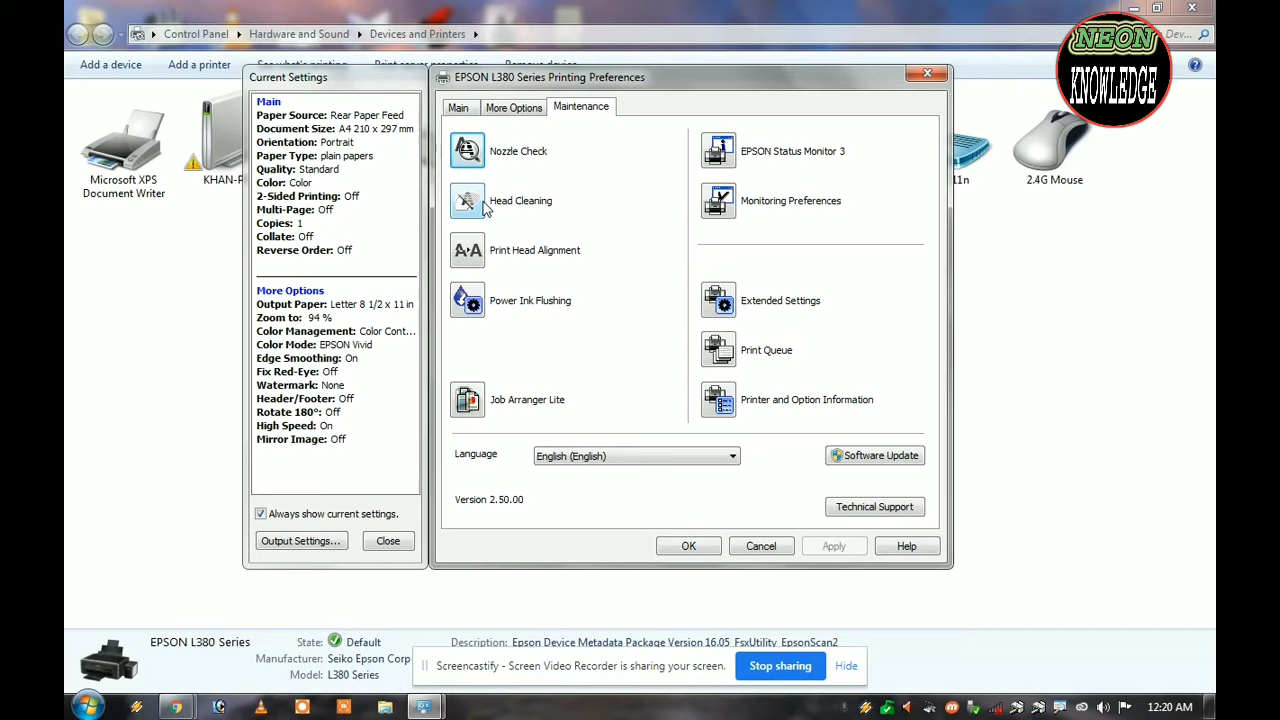 Control Panel
Hardware and Sound
Devices and Printers
Dev...
Add a device
Add a printer
NEON
KNOWLEDGE
Microsoft XPS
Document Writer
KHAN-P
11n
2.4G Mouse
Current Settings
Main
Paper Source: Rear Paper Feed
Document Size: A4 210 x 297 mm
Orientation: Portrait
Paper Type: plain papers
Quality: Standard
Color: Color
2-Sided Printing: Off
Multi-Page: Off
Copies: 1
Collate: Off
Reverse Order: Off
More Options
Output Paper: Letter 8 1/2 x 11 in
Zoom to: 94 %
Color Management: Color Cont...
Color Mode: EPSON Vivid
Edge Smoothing: On
Fix Red-Eye: Off
Watermark: None
Header/Footer: Off
Rotate 180°: Off
High Speed: On
Mirror Image: Off
Always show current settings.
Output Settings...
Close
EPSON L380 Series Printing Preferences
Main
More Options
Maintenance
Nozzle Check
Head Cleaning
Print Head Alignment
Power Ink Flushing
Job Arranger Lite
EPSON Status Monitor 3
Monitoring Preferences
Extended Settings
Print Queue
Printer and Option Information
Language
English (English)
Software Update
Version 2.50.00
Technical Support
OK
Cancel
Apply
Help
EPSON L380 Series
State: Default
Description: Epson Device Metadata Package Version 16.05 FsxUtility EpsonScan2
Manufacturer: Seiko Epson Corp
Model: L380 Series
Screencastify - Screen Video Recorder is sharing your screen.
Stop sharing
Hide
12:20 AM